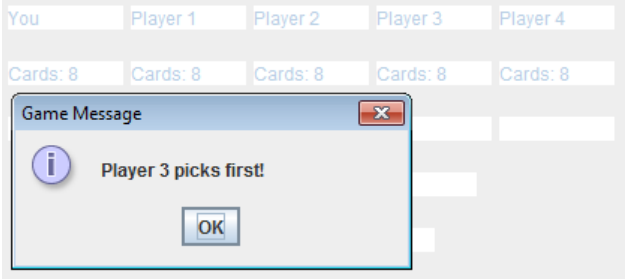 You Player 1 Player 2 Player 3 Player 4
Cards: 8 Cards: 8 Cards: 8 Cards: 8 Cards: 8
Game Message
Player 3 picks first!
OK